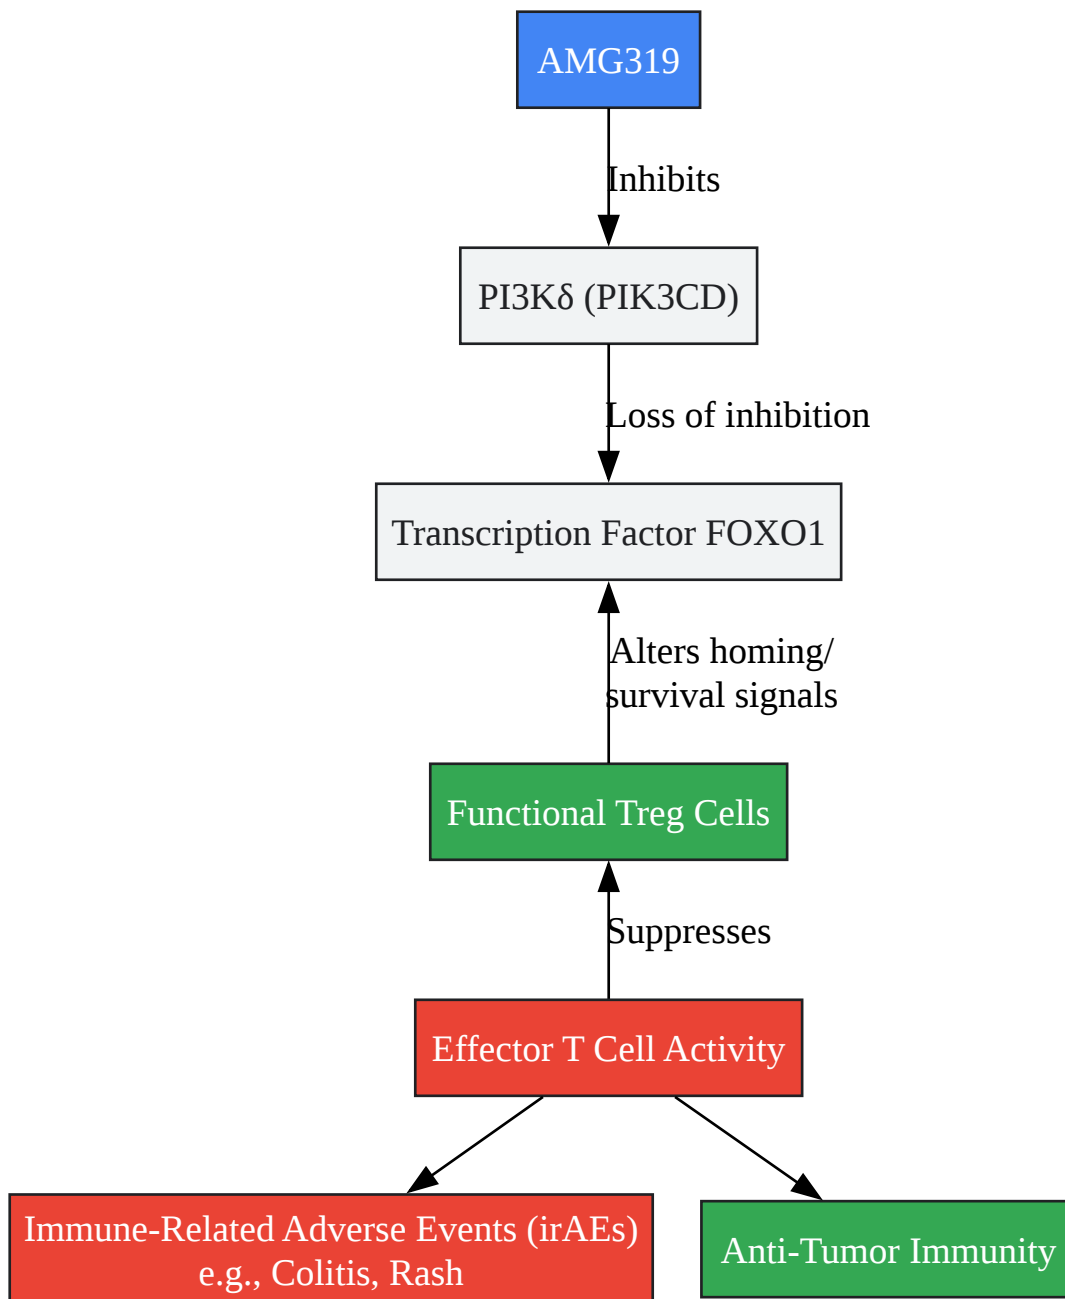 AMG319
Inhibits
PI3Kδ (PIK3CD)
Loss of inhibition
Transcription Factor FOXO1
Alters homing/
survival signals
Functional Treg Cells
Suppresses
Effector T Cell Activity
Immune-Related Adverse Events (irAEs)
e.g., Colitis, Rash
Anti-Tumor Immunity